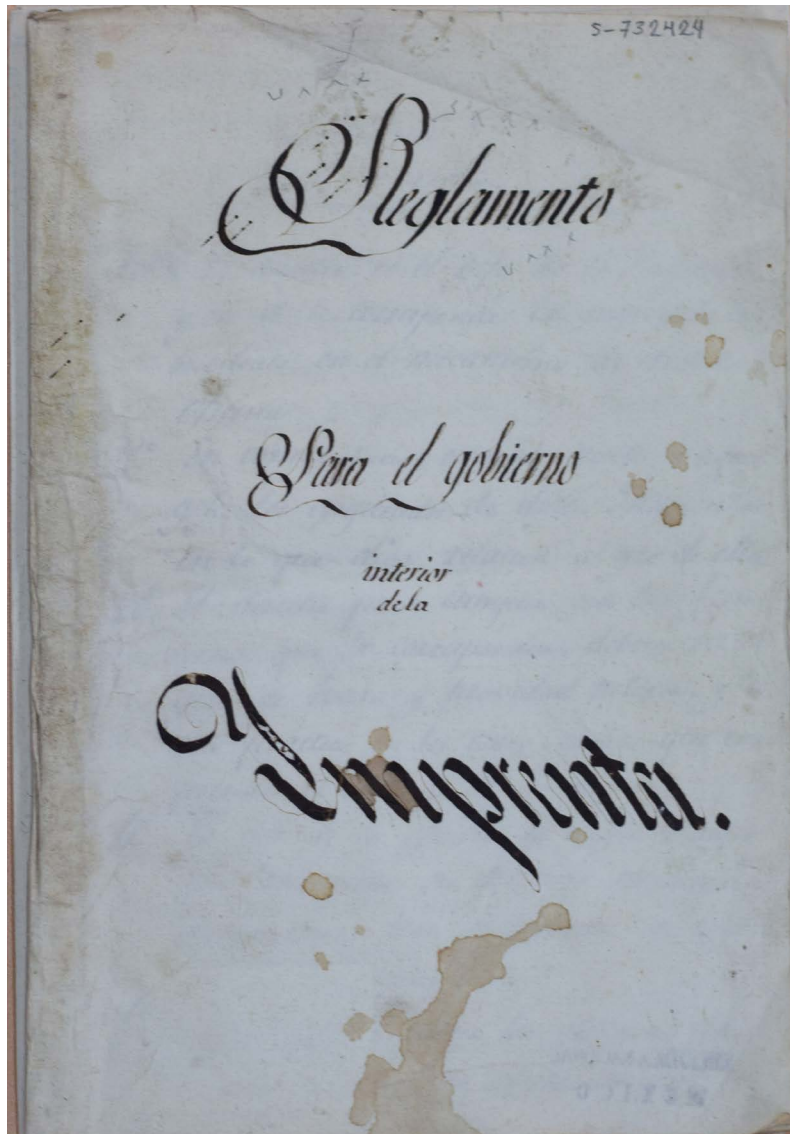 S-732424
Reglamento
Para el gobierno
interior
de la
Imprenta.